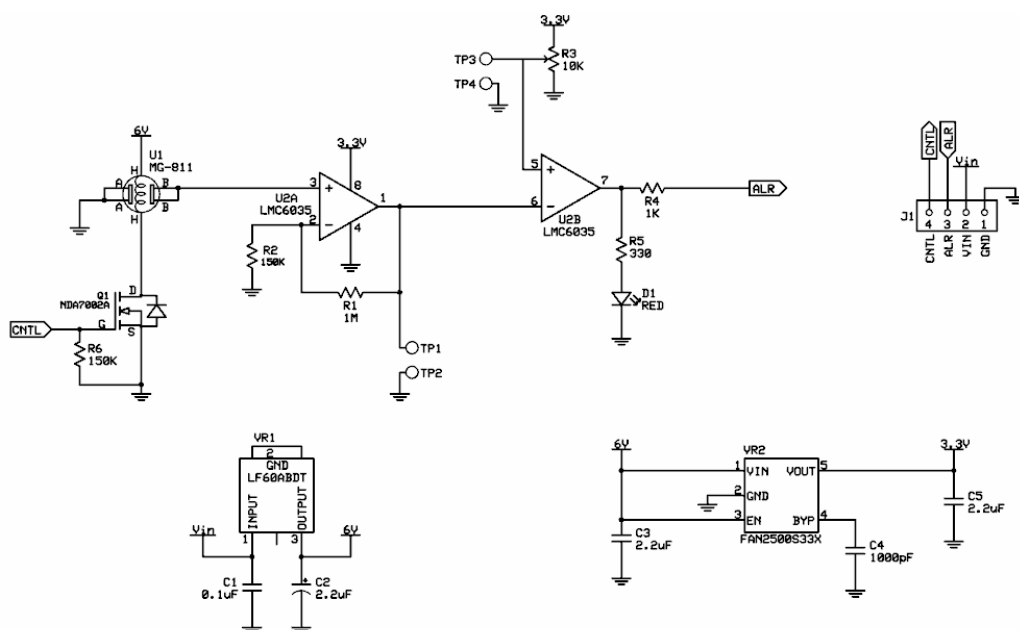 3.3V
R3
10K
TP3
TP4
6V
U1
MG-811
H
A
B
A
B
H
3.3V
3
8
U2A
LMC6035
1
2
4
R2
150K
R1
1M
TP1
TP2
5
6
7
U2B
LMC6035
R4
1K
ALR
R5
330
D1
RED
CNTL
ALR
Vin
J1
4
3
2
1
CNTL
ALR
VIN
GND
Q1
NDA7002A
D
G
S
CNTL
R6
150K
VR1
2
GND
LF60ABDT
INPUT
OUTPUT
1
3
Vin
6V
C1
0.1uF
C2
2.2uF
+
6V
VR2
3.3V
1
VIN
VOUT
5
2
GND
3
EN
BYP
4
FAN2500S33X
C3
2.2uF
C4
1000pF
C5
2.2uF